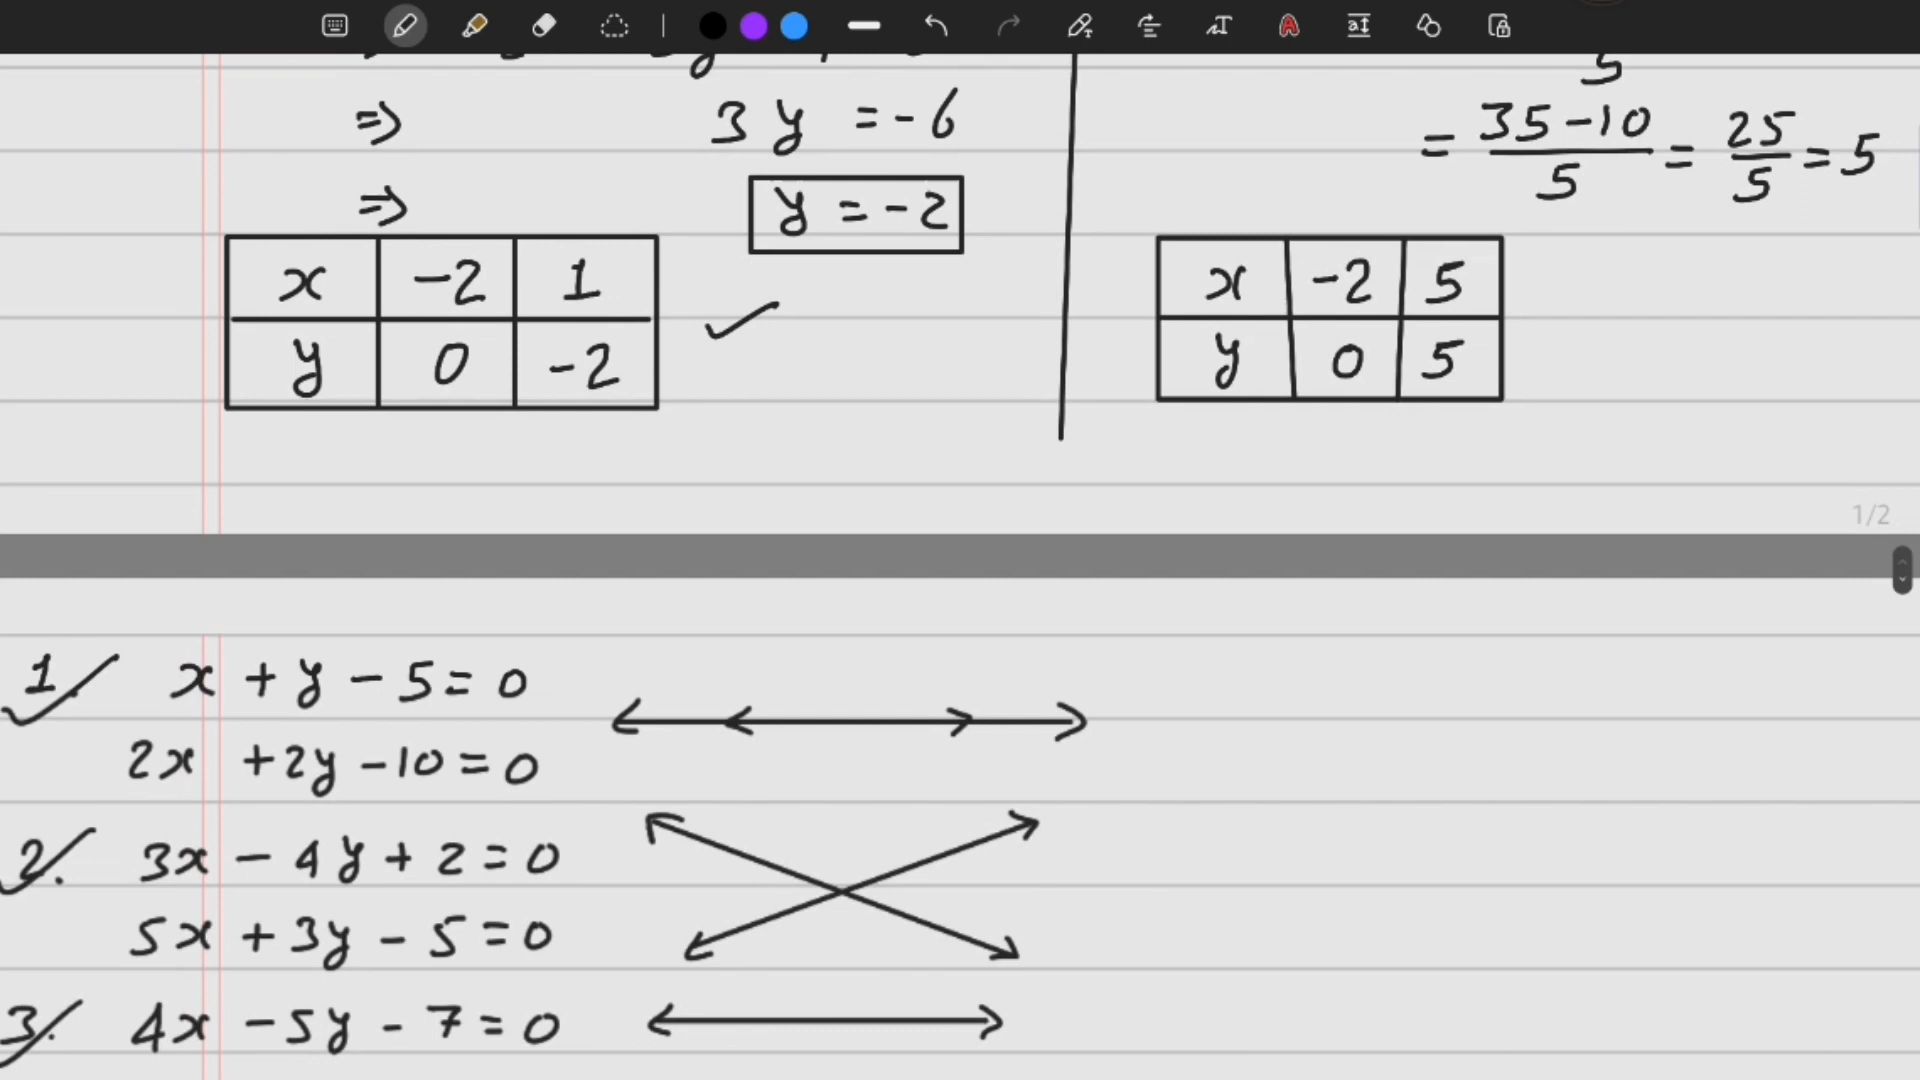 ⇒ 3y = -6
⇒ y = -2
x -2 1
y 0 -2
5
= 35-10/5 = 25/5 = 5
x -2 5
y 0 5
1/2
1. x + y - 5 = 0
2x + 2y - 10 = 0
2. 3x - 4y + 2 = 0
5x + 3y - 5 = 0
3. 4x - 5y - 7 = 0